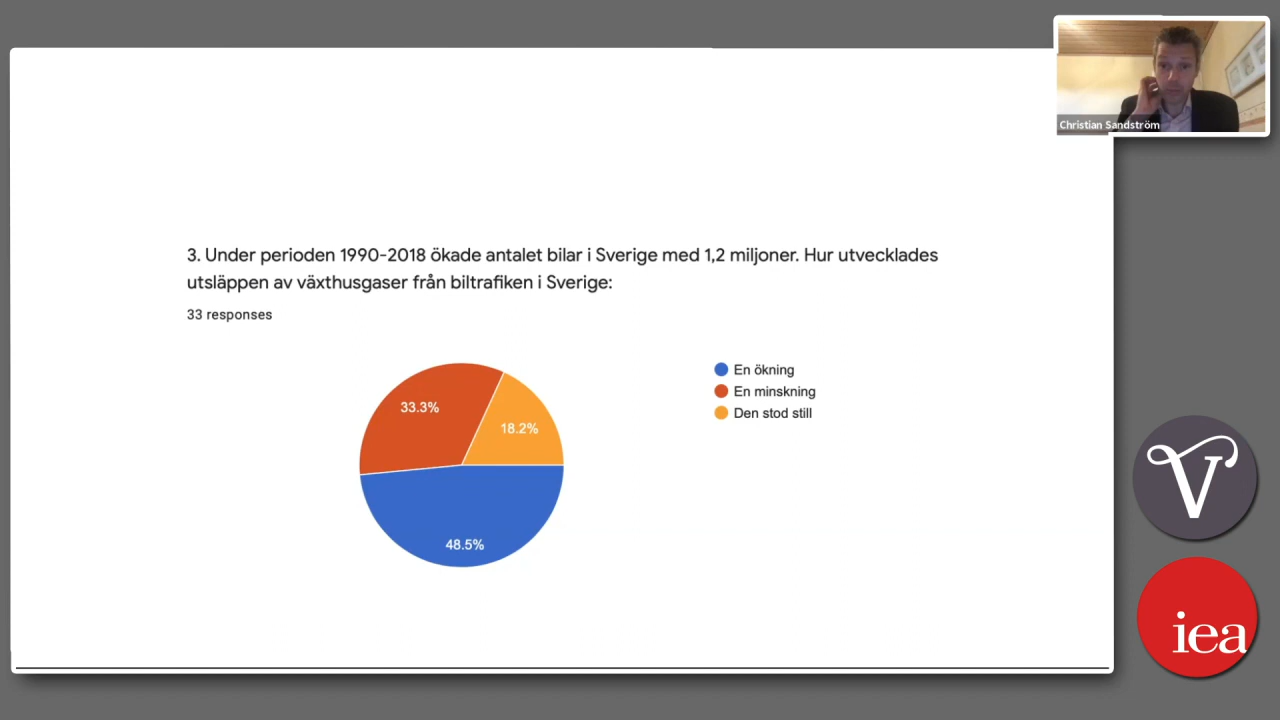 Christian Sandström
3. Under perioden 1990-2018 ökade antalet bilar i Sverige med 1,2 miljoner. Hur utvecklades
utsläppen av växthusgaser från biltrafiken i Sverige:
33 responses
En ökning
En minskning
Den stod still
33.3%
18.2%
48.5%
V
iea